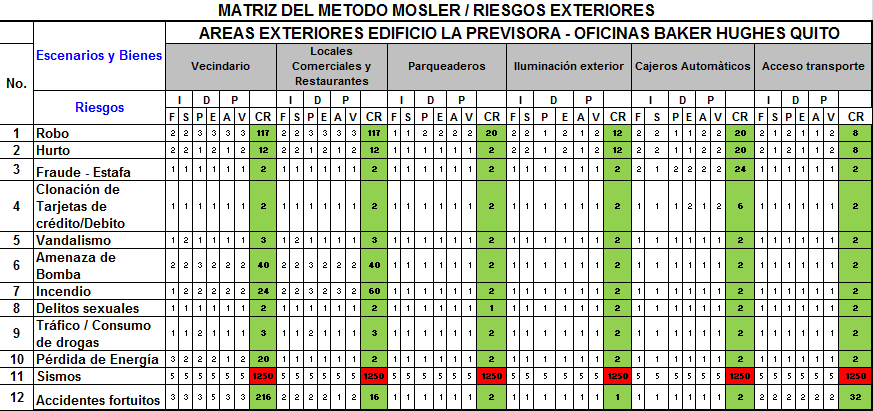 MATRIZ DEL METODO MOSLER / RIESGOS EXTERIORES
No. Escenarios y Bienes AREAS EXTERIORES EDIFICIO LA PREVISORA - OFICINAS BAKER HUGHES QUITO
Vecindario Locales Comerciales y Restaurantes Parqueaderos Iluminación exterior Cajeros Automàticos Acceso transporte
Riesgos I D P I D P I D P I D P I D P I D P
F S P E A V CR F S P E A V CR F S P E A V CR F S P E A V CR F S P E A V CR F S P E A V CR
1 Robo 2 2 3 3 3 3 117 2 2 3 3 3 3 117 1 1 2 2 2 2 20 2 2 1 2 1 2 12 2 2 1 1 2 2 20 2 1 2 1 1 2 8
2 Hurto 2 2 1 2 1 2 12 2 2 1 2 1 2 12 1 1 1 1 1 1 2 2 2 1 2 1 2 12 2 2 1 1 2 2 20 2 1 2 1 1 2 8
3 Fraude - Estafa 1 1 1 1 1 1 2 1 1 1 1 1 1 2 1 1 1 1 1 1 2 1 1 1 1 1 1 2 2 1 2 2 2 2 24 1 1 1 1 1 1 2
4 Clonación de Tarjetas de crédito/Debito 1 1 1 1 1 1 2 1 1 1 1 1 1 2 1 1 1 1 1 1 2 1 1 1 1 1 1 2 1 1 1 2 1 2 6 1 1 1 1 1 1 2
5 Vandalismo 1 2 1 1 1 1 3 1 2 1 1 1 1 3 1 1 1 1 1 1 2 1 1 1 1 1 1 2 1 1 1 1 1 1 2 1 1 1 1 1 1 2
6 Amenaza de Bomba 2 2 3 2 2 2 40 2 2 3 2 2 2 40 1 1 1 1 1 1 2 1 1 1 1 1 1 2 1 1 1 1 1 1 2 1 1 1 1 1 1 2
7 Incendio 1 2 2 2 2 2 24 2 2 3 2 3 2 60 1 1 1 1 1 1 2 1 1 1 1 1 1 2 1 1 1 1 1 1 2 1 1 1 1 1 1 2
8 Delitos sexuales 1 1 1 1 1 1 2 1 1 1 1 1 1 2 1 1 1 1 1 1 1 1 1 1 1 1 1 2 1 1 1 1 1 1 2 1 1 1 1 1 1 2
9 Tráfico / Consumo de drogas 1 1 2 1 1 1 3 1 1 2 1 1 1 3 1 1 1 1 1 1 2 1 1 1 1 1 1 2 1 1 1 1 1 1 2 1 1 1 1 1 1 2
10 Pérdida de Energía 3 2 2 2 1 2 20 1 1 1 1 1 1 2 1 1 1 1 1 1 2 1 1 1 1 1 1 2 1 1 1 1 1 1 2 1 1 1 1 1 1 2
11 Sismos 5 5 5 5 5 5 1250 5 5 5 5 5 5 1250 5 5 5 5 5 5 1250 5 5 5 5 5 5 1250 5 5 5 5 5 5 1250 5 5 5 5 5 5 1250
12 Accidentes fortuitos 3 3 3 5 3 3 216 2 2 2 2 1 2 16 1 1 1 1 1 1 2 1 1 1 1 1 1 1 1 1 1 1 1 1 2 2 2 2 2 2 2 32